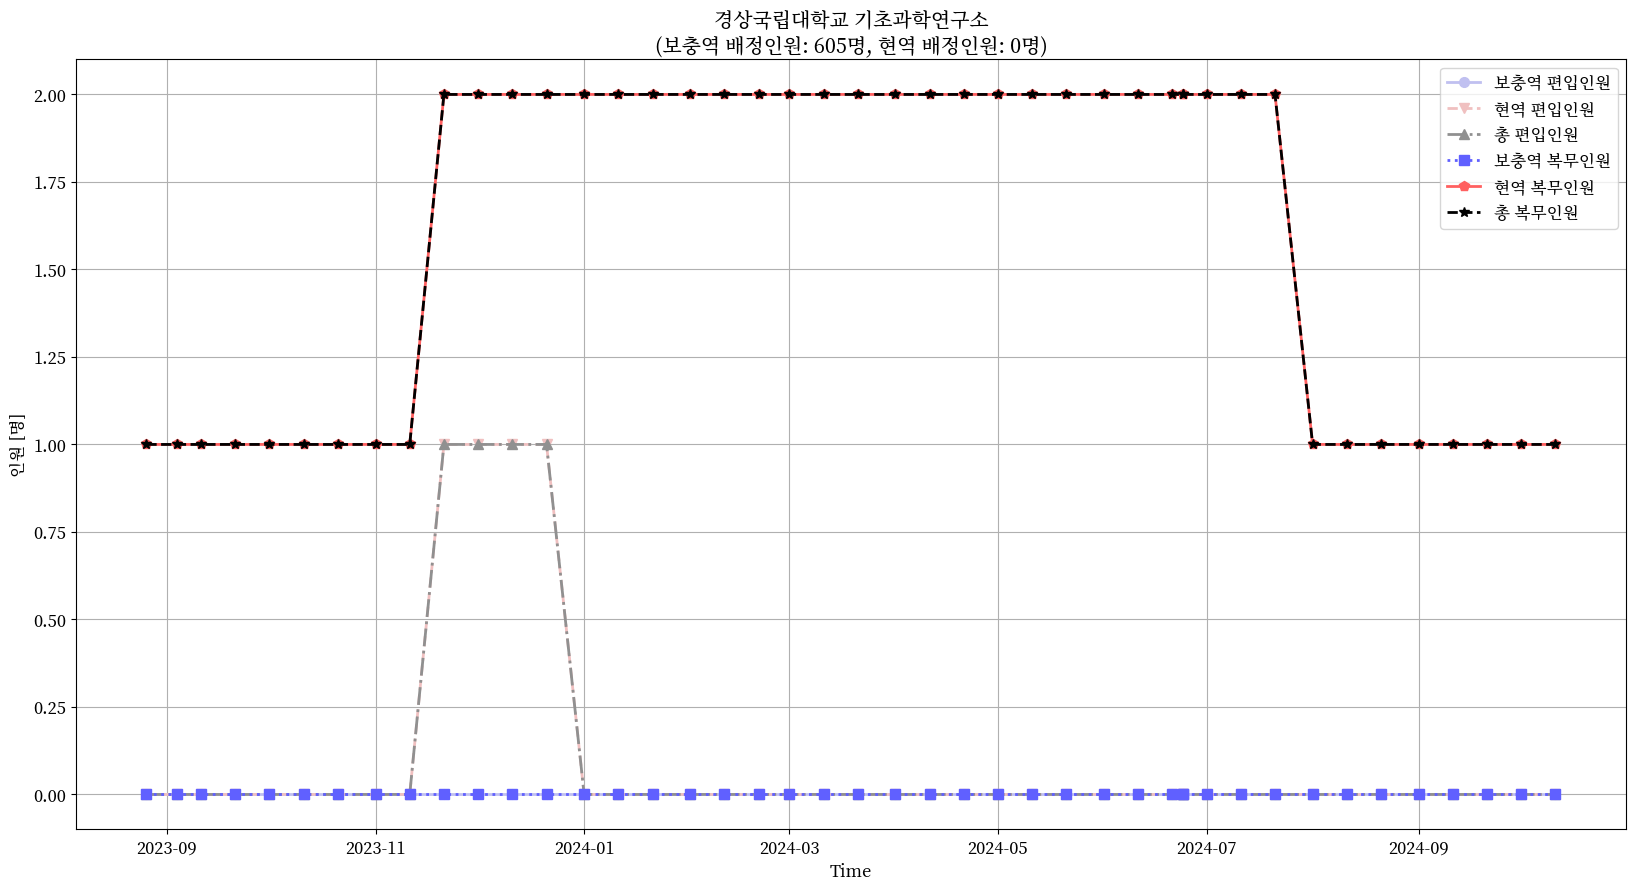 경상국립대학교 기초과학연구소
(보충역 배정인원: 605명, 현역 배정인원: 0명)
보충역 편입인원
현역 편입인원
총 편입인원
보충역 복무인원
현역 복무인원
총 복무인원
인원 [명]
2.00
1.75
1.50
1.25
1.00
0.75
0.50
0.25
0.00
2023-09
2023-11
2024-01
2024-03
2024-05
2024-07
2024-09
Time